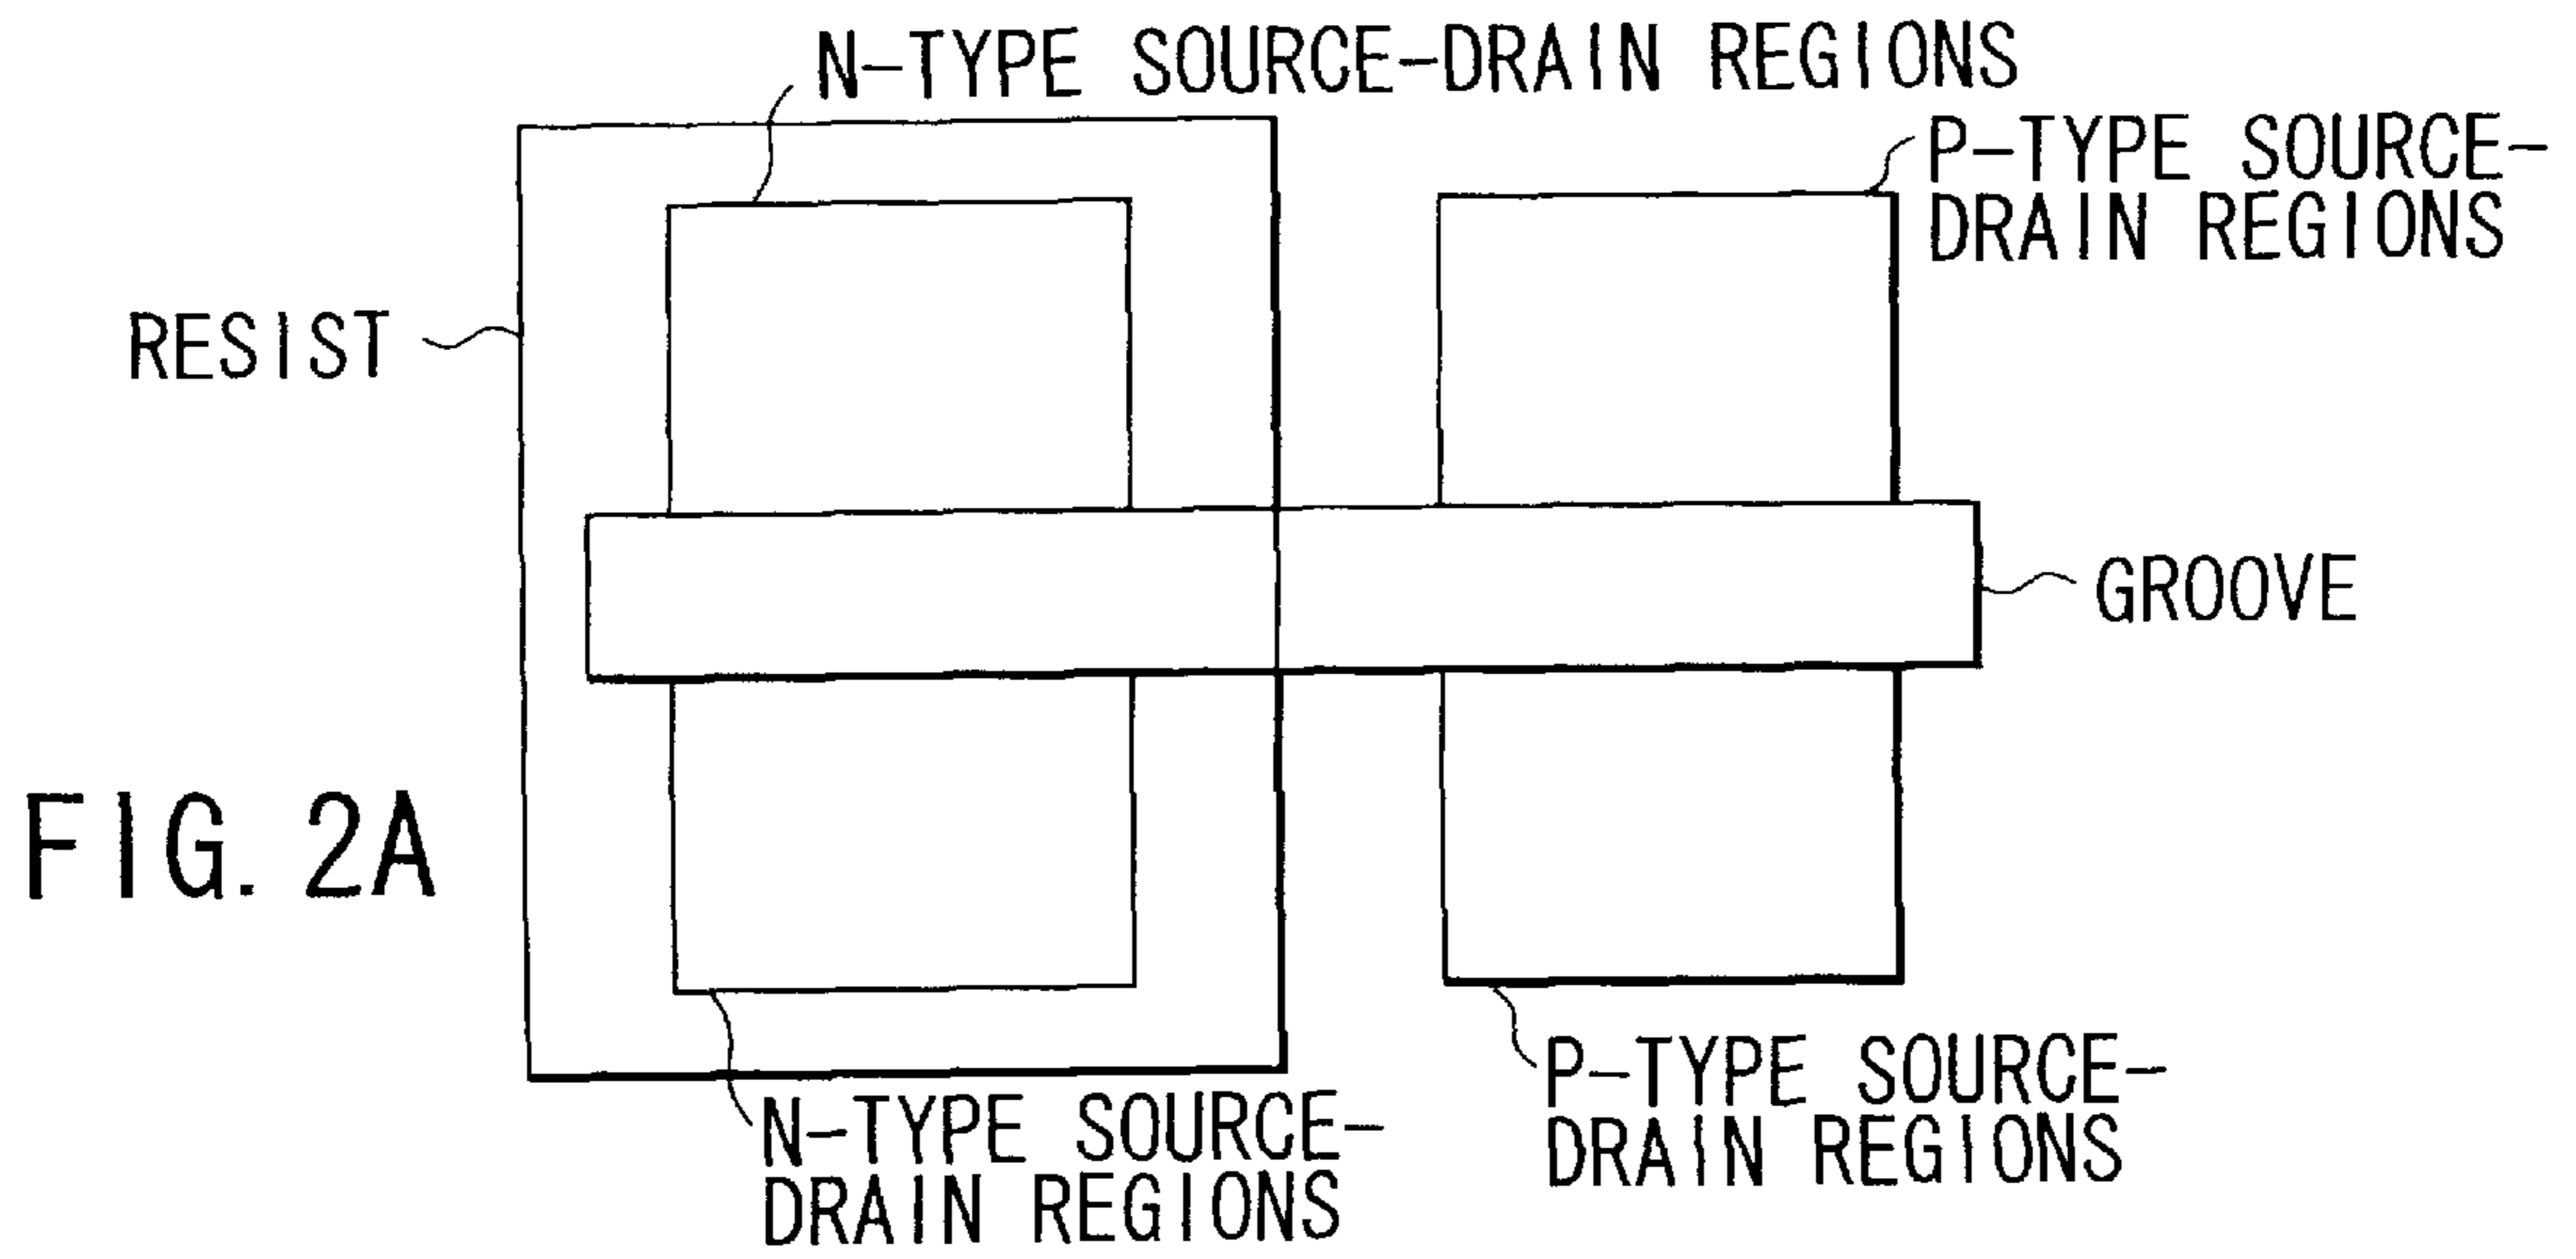 N-TYPE SOURCE-DRAIN REGIONS
P-TYPE SOURCE-
DRAIN REGIONS
RESIST
GROOVE
FIG. 2A
P-TYPE SOURCE-
DRAIN REGIONS
N-TYPE SOURCE-
DRAIN REGIONS